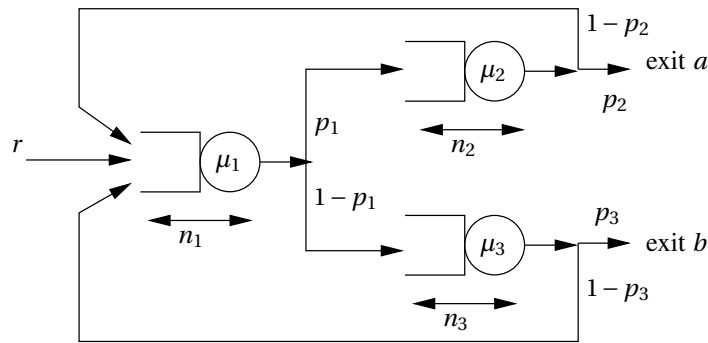 1 – p₂
μ₂
exit a
p₂
r
p₁
n₂
μ₁
1 – p₁
n₁
p₃
μ₃
exit b
1 – p₃
n₃